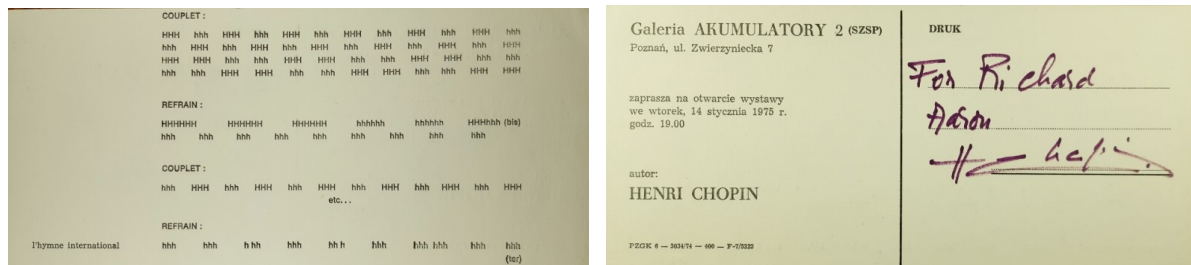 COUPLET :
HHH hhh HHH hhh HHH hhh HHH hhh HHH hhh HHH hhh
hhh HHH hhh HHH hhh HHH hhh HHH hhh HHH hhh HHH
HHH HHH hhh hhh HHH HHH hhh hhh HHH HHH hhh hhh
hhh hhh HHH HHH hhh hhh HHH HHH hhh hhh HHH HHH
REFRAIN :
HHHHHH HHHHHH HHHHHH hhhhhh hhhhhh HHHhhh (bis)
hhh hhh hhh hhh hhh hhh hhh hhh hhh
COUPLET :
hhh HHH hhh HHH hhh HHH hhh HHH hhh HHH hhh HHH
etc...
REFRAIN :
l'hymne international hhh hhh h hh hhh hh h hhh hhh hhh hhh hhh
(ter)
Galeria AKUMULATORY 2 (SZSP)
Poznań, ul. Zwierzyniecka 7
zaprasza na otwarcie wystawy
we wtorek, 14 stycznia 1975 r.
godz. 19.00
autor:
HENRI CHOPIN
PZGK 6 — 3034/74 — 400 — F-7/5323
DRUK
For Richard
Aaron
H Chopin